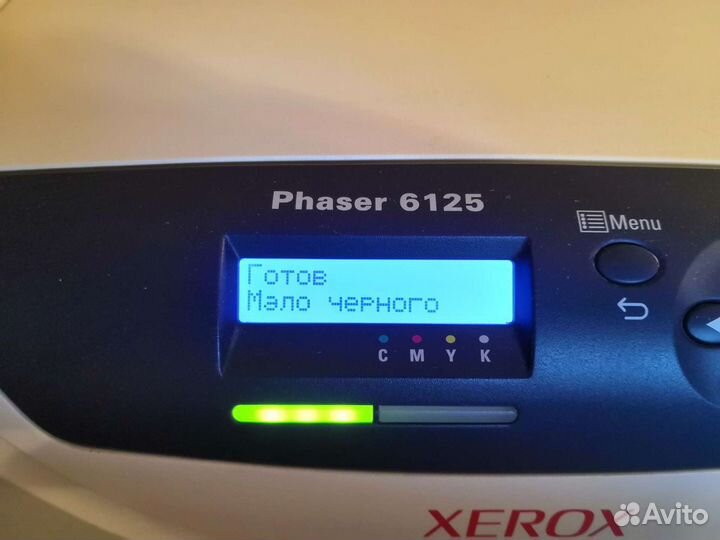 Phaser 6125
Menu
Готов
Мало черного
C M Y K
XEROX
Avito